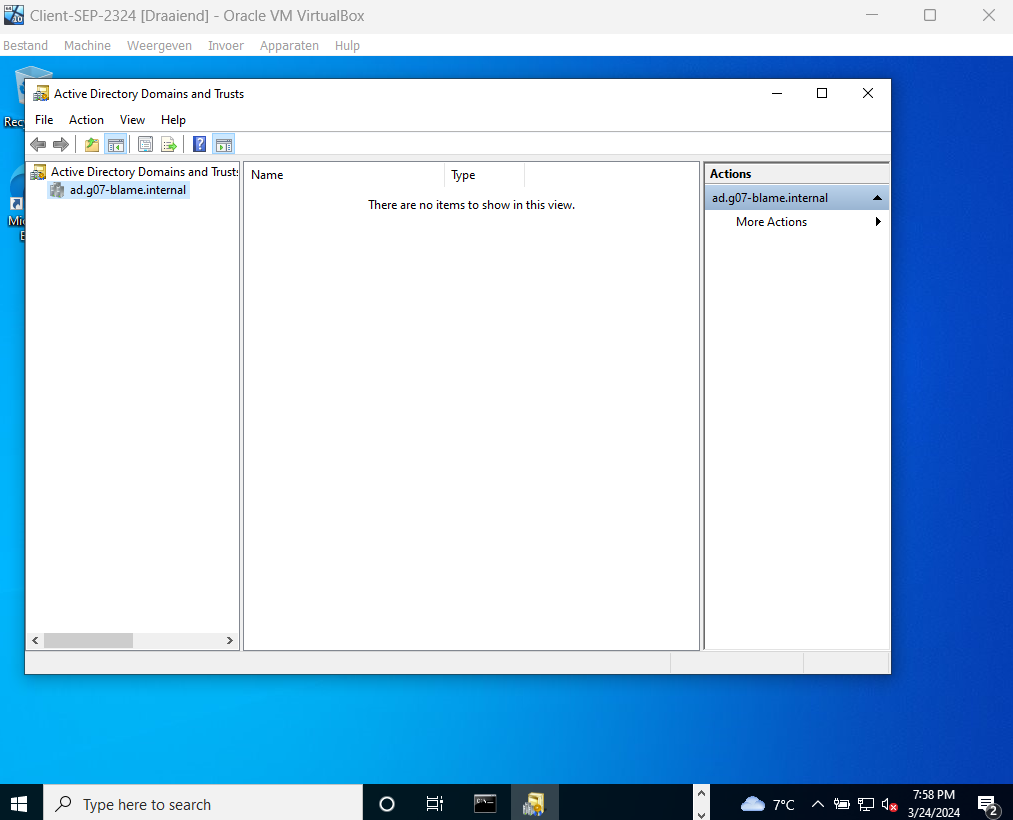 Client-SEP-2324 [Draaiend] - Oracle VM VirtualBox
Bestand Machine Weergeven Invoer Apparaten Hulp
Active Directory Domains and Trusts
File Action View Help
Active Directory Domains and Trusts
ad.g07-blame.internal
Name Type
There are no items to show in this view.
Actions
ad.g07-blame.internal
More Actions
Rec
Mic
E
Type here to search
7°C
7:58 PM
3/24/2024
2